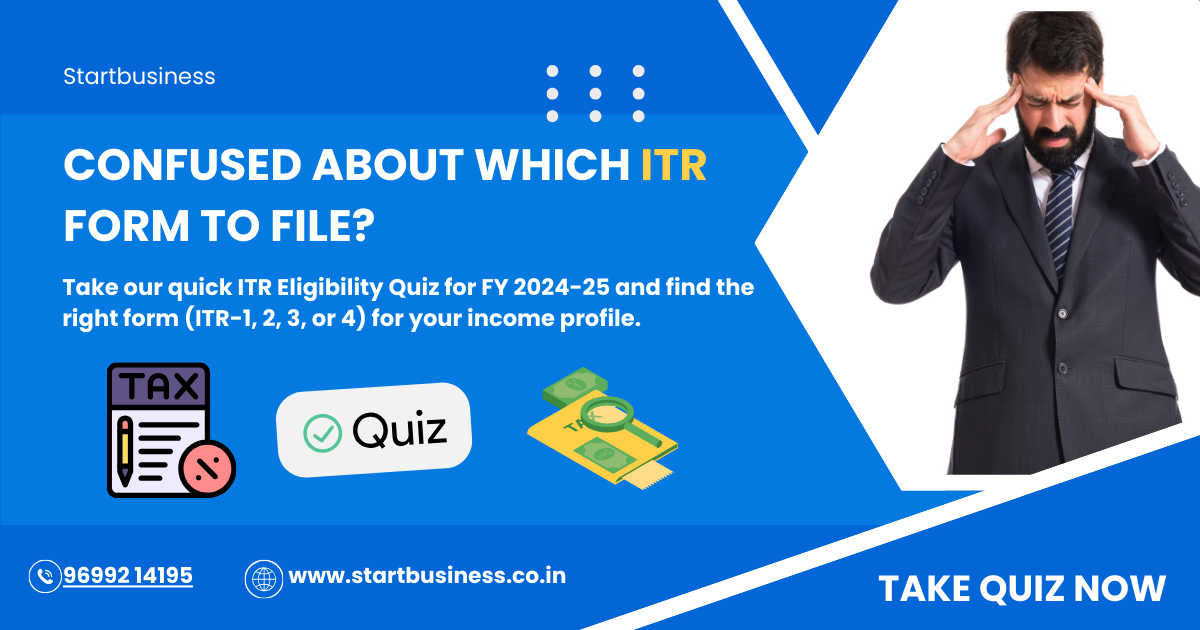 Startbusiness
CONFUSED ABOUT WHICH ITR
FORM TO FILE?
Take our quick ITR Eligibility Quiz for FY 2024-25 and find the
right form (ITR-1, 2, 3, or 4) for your income profile.
TAX
Quiz
TAX
96992 14195
www.startbusiness.co.in
TAKE QUIZ NOW